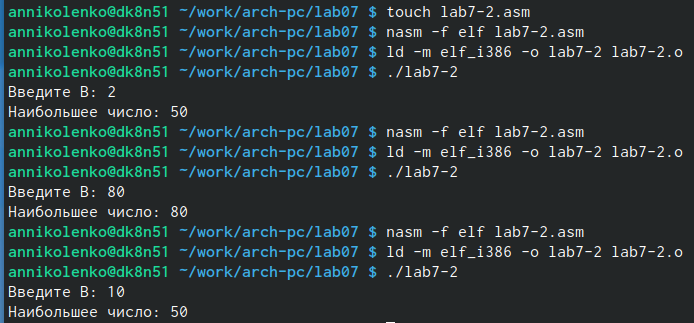 annikolenko@dk8n51 ~/work/arch-pc/lab07 $ touch lab7-2.asm
annikolenko@dk8n51 ~/work/arch-pc/lab07 $ nasm -f elf lab7-2.asm
annikolenko@dk8n51 ~/work/arch-pc/lab07 $ ld -m elf_i386 -o lab7-2 lab7-2.o
annikolenko@dk8n51 ~/work/arch-pc/lab07 $ ./lab7-2
Введите В: 2
Наибольшее число: 50
annikolenko@dk8n51 ~/work/arch-pc/lab07 $ nasm -f elf lab7-2.asm
annikolenko@dk8n51 ~/work/arch-pc/lab07 $ ld -m elf_i386 -o lab7-2 lab7-2.o
annikolenko@dk8n51 ~/work/arch-pc/lab07 $ ./lab7-2
Введите В: 80
Наибольшее число: 80
annikolenko@dk8n51 ~/work/arch-pc/lab07 $ nasm -f elf lab7-2.asm
annikolenko@dk8n51 ~/work/arch-pc/lab07 $ ld -m elf_i386 -o lab7-2 lab7-2.o
annikolenko@dk8n51 ~/work/arch-pc/lab07 $ ./lab7-2
Введите В: 10
Наибольшее число: 50